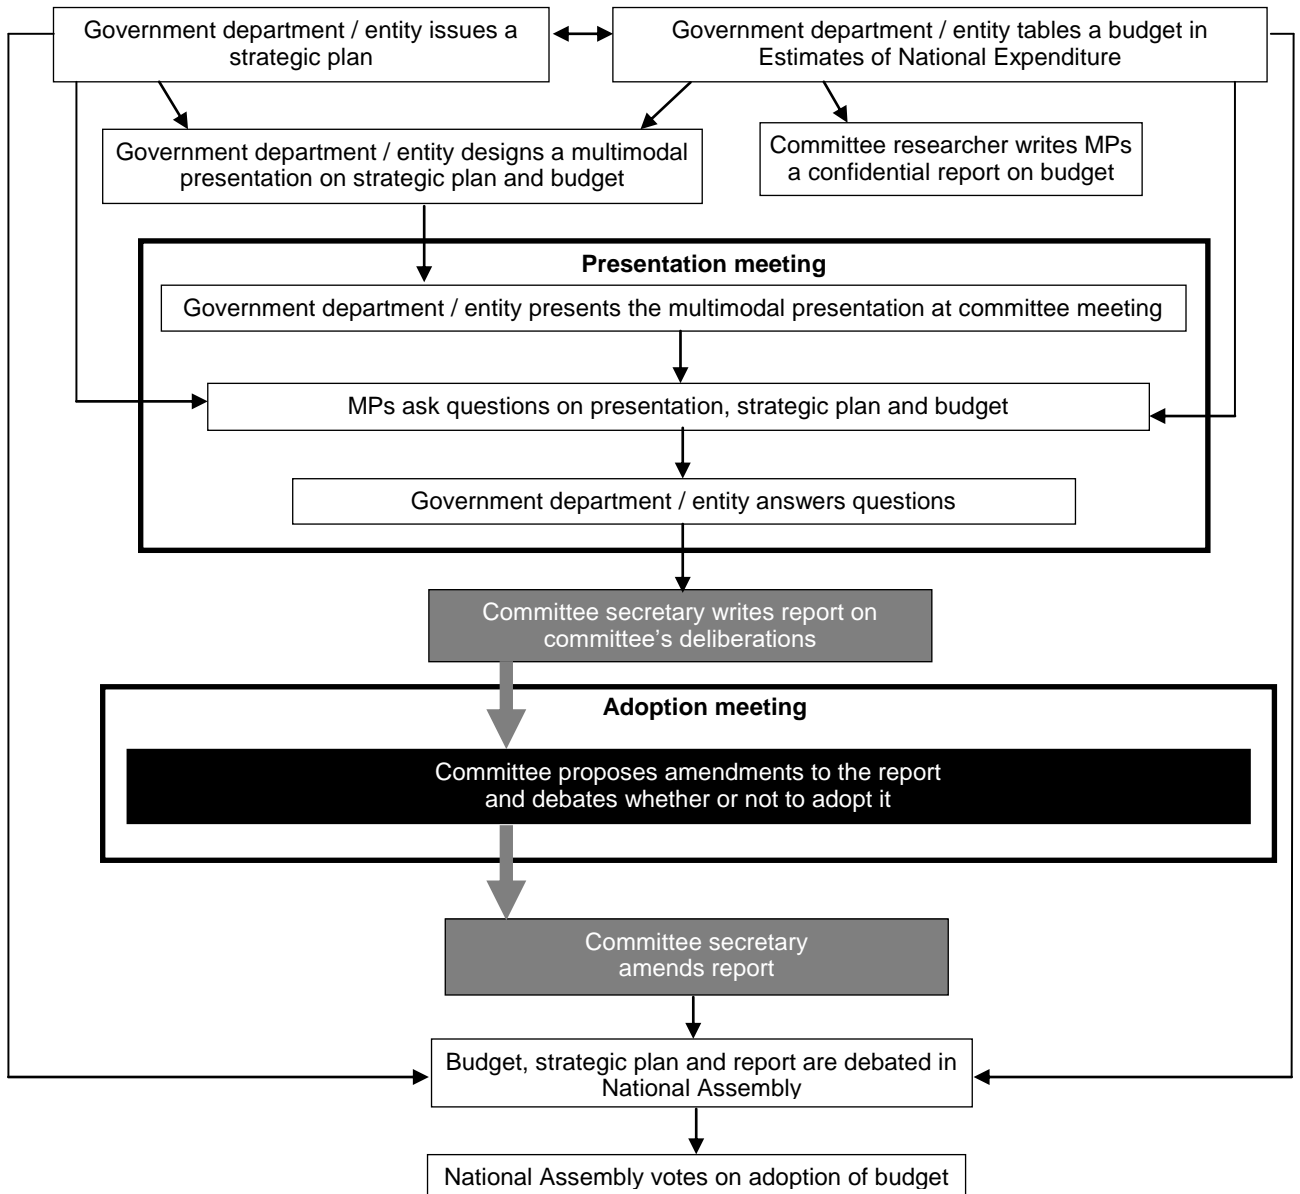 Government department / entity issues a
strategic plan
Government department / entity tables a budget in
Estimates of National Expenditure
Government department / entity designs a multimodal
presentation on strategic plan and budget
Committee researcher writes MPs
a confidential report on budget
Presentation meeting
Government department / entity presents the multimodal presentation at committee meeting
MPs ask questions on presentation, strategic plan and budget
Government department / entity answers questions
Committee secretary writes report on
committee’s deliberations
Adoption meeting
Committee proposes amendments to the report
and debates whether or not to adopt it
Committee secretary
amends report
Budget, strategic plan and report are debated in
National Assembly
National Assembly votes on adoption of budget